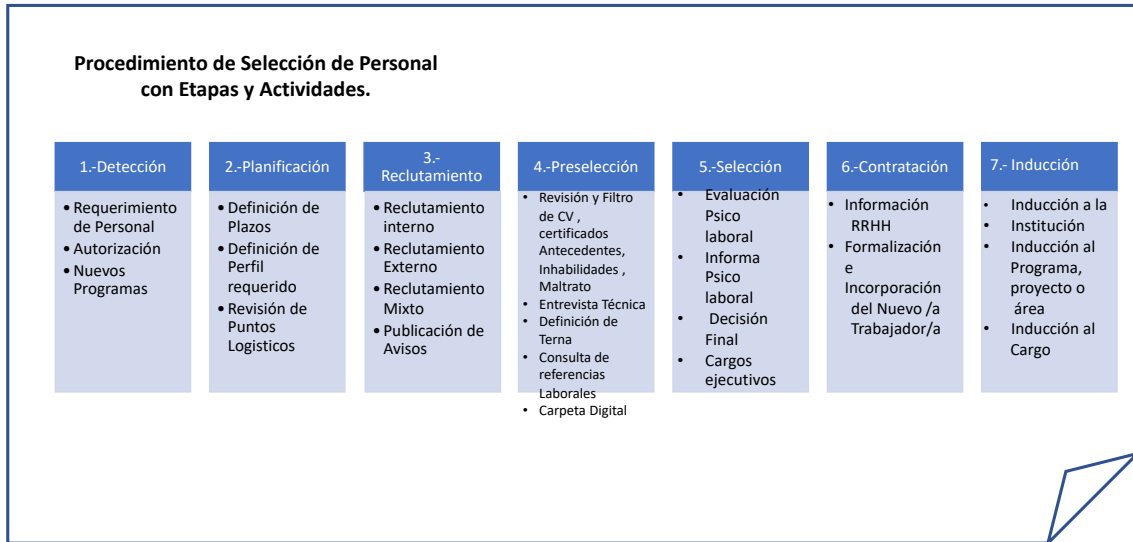 Procedimiento de Selección de Personal
con Etapas y Actividades.
1.-Detección
• Requerimiento
de Personal
• Autorización
• Nuevos
Programas
2.-Planificación
• Definición de
Plazos
• Definición de
Perfil
requerido
• Revisión de
Puntos
Logisticos
3.-
Reclutamiento
• Reclutamiento
interno
• Reclutamiento
Externo
• Reclutamiento
Mixto
• Publicación de
Avisos
4.-Preselección
• Revisión y Filtro
de CV ,
certificados
Antecedentes,
Inhabilidades ,
Maltrato
• Entrevista Técnica
• Definición de
Terna
• Consulta de
referencias
Laborales
• Carpeta Digital
5.-Selección
• Evaluación
Psico
laboral
• Informa
Psico
laboral
• Decisión
Final
• Cargos
ejecutivos
6.-Contratación
• Información
RRHH
• Formalización
e
Incorporación
del Nuevo /a
Trabajador/a
7.- Inducción
• Inducción a la
• Institución
• Inducción al
Programa,
proyecto o
área
• Inducción al
Cargo